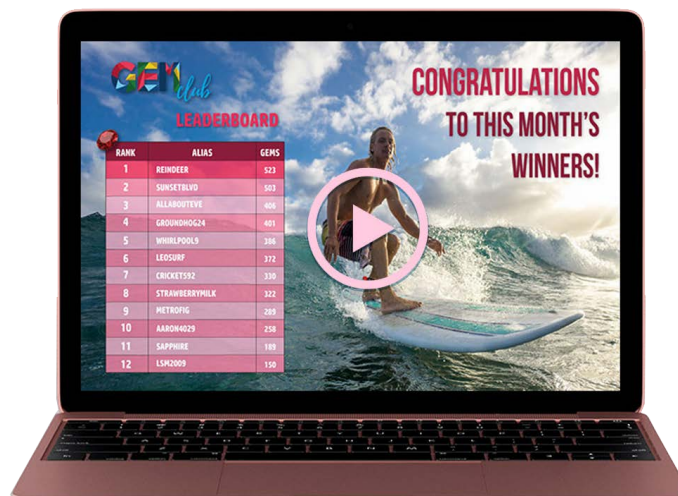 GEM
club
LEADERBOARD
RANK ALIAS GEMS
1 REINDEER 523
2 SUNSETBLVD 503
3 ALLABOUTEVE 406
4 GROUNDHOG24 401
5 WHIRLPOOL9 386
6 LEOSURF 372
7 CRICKET592 330
8 STRAWBERRYMILK 322
9 METROFIG 289
10 AARON4029 258
11 SAPPHIRE 189
12 LSM2009 150
CONGRATULATIONS
TO THIS MONTH'S
WINNERS!